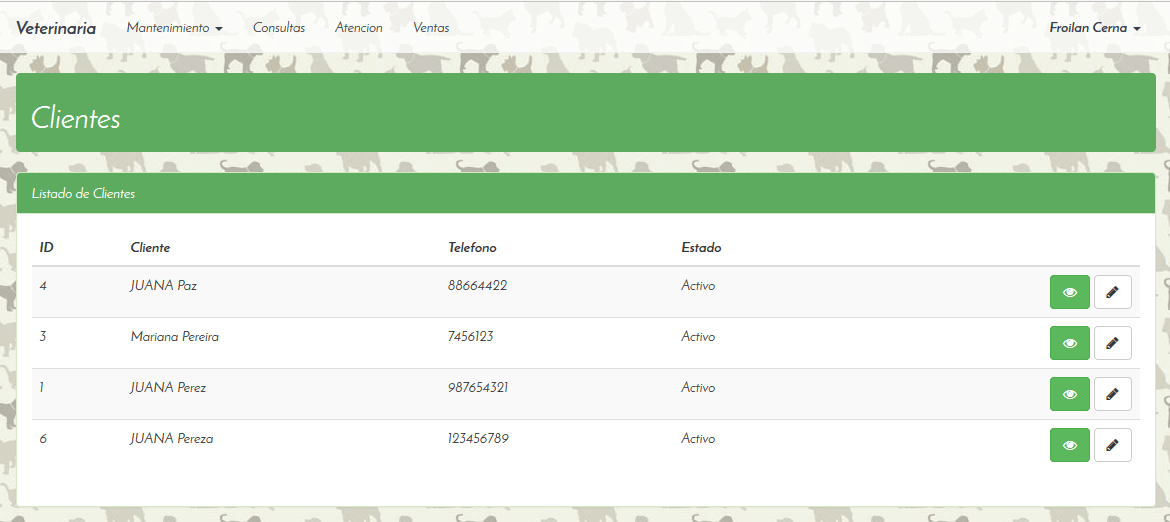 Veterinaria Mantenimiento Consultas Atencion Ventas Froilan Cerna
Clientes
Listado de Clientes
ID Cliente Telefono Estado
4 JUANA Paz 88664422 Activo
3 Mariana Pereira 7456123 Activo
1 JUANA Perez 987654321 Activo
6 JUANA Pereza 123456789 Activo